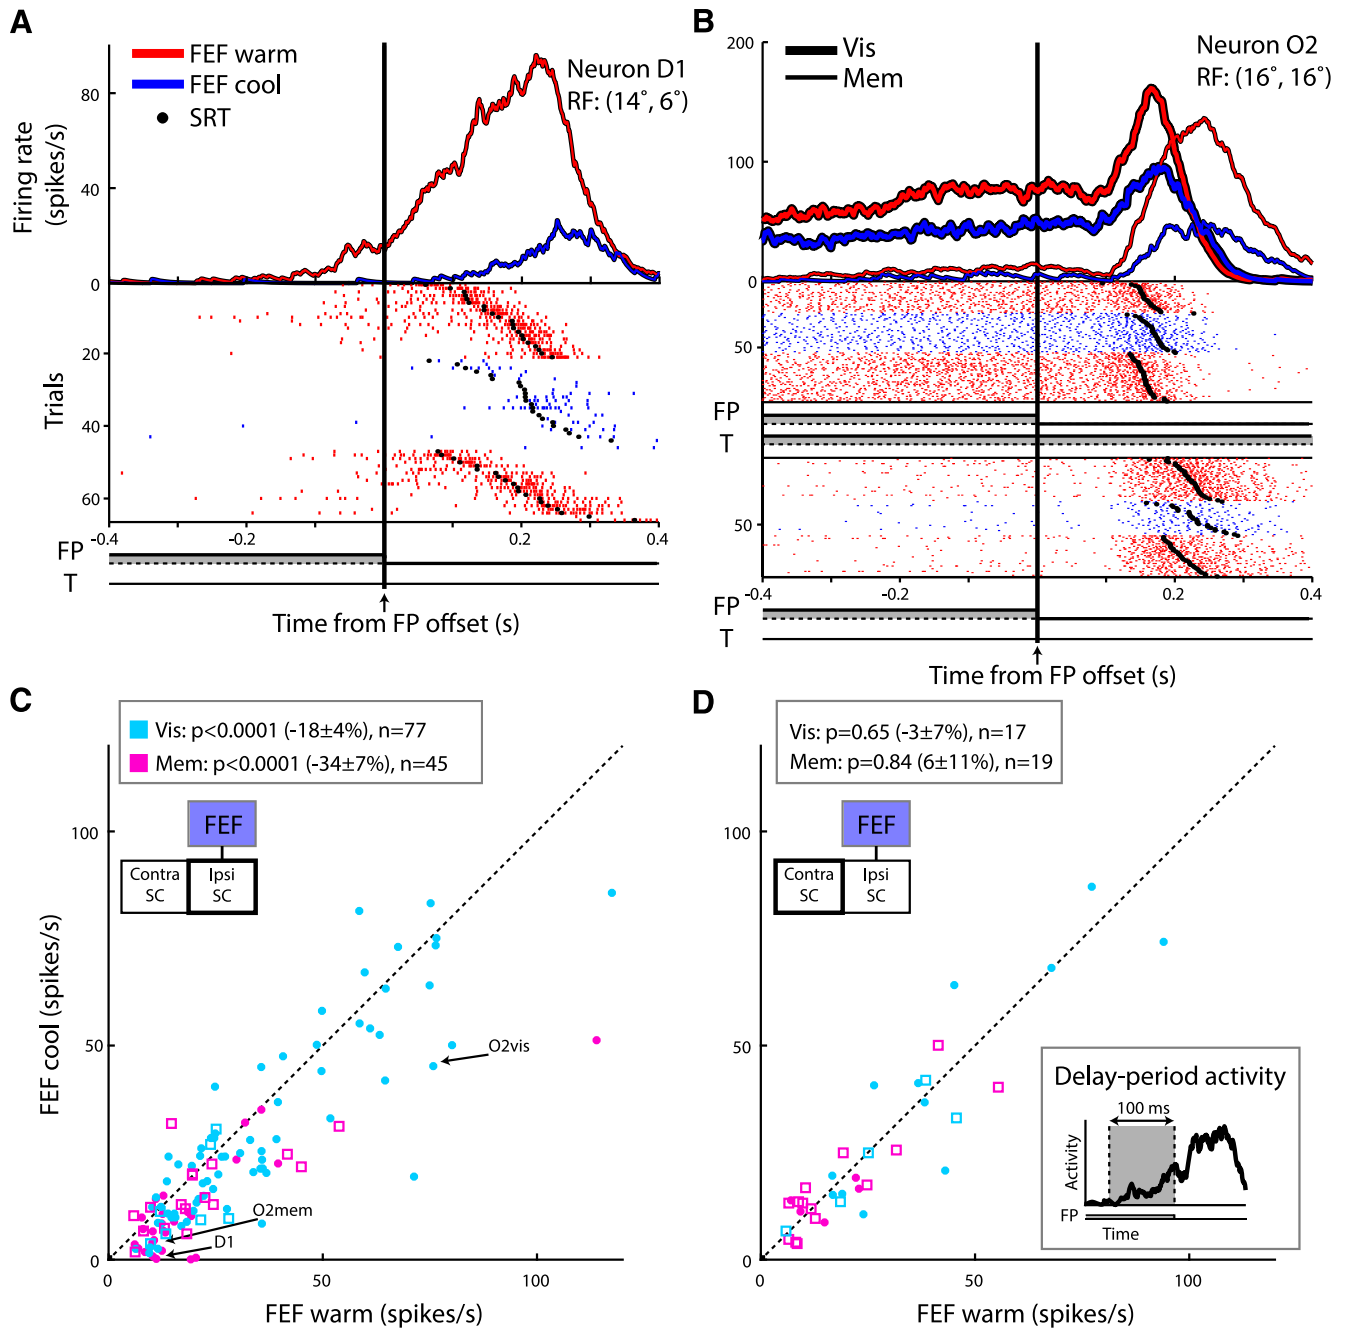 A
FEF warm
FEF cool
SRT
Neuron D1
RF: (14°, 6°)
Firing rate
(spikes/s)
80
40
0
Trials
20
40
60
-0.4
-0.2
0.2
0.4
FP
T
Time from FP offset (s)
B
Vis
Mem
Neuron O2
RF: (16°, 16°)
200
100
0
50
FP
T
50
-0.4
-0.2
0.2
0.4
FP
T
Time from FP offset (s)
C
Vis: p<0.0001 (-18±4%), n=77
Mem: p<0.0001 (-34±7%), n=45
FEF
Contra
SC
Ipsi
SC
O2vis
O2mem
D1
FEF cool (spikes/s)
100
50
0
0
50
100
FEF warm (spikes/s)
D
Vis: p=0.65 (-3±7%), n=17
Mem: p=0.84 (6±11%), n=19
FEF
Contra
SC
Ipsi
SC
100
50
0
0
50
100
FEF warm (spikes/s)
Delay-period activity
100 ms
Activity
FP
Time